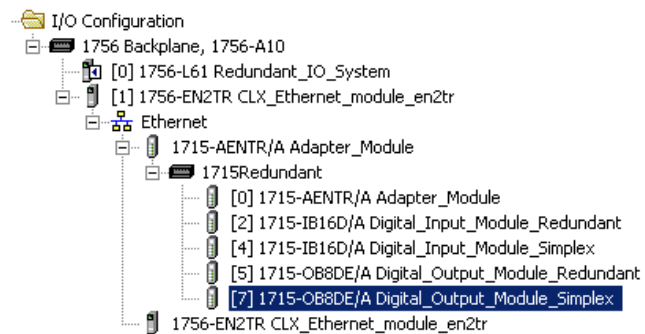 I/O Configuration
1756 Backplane, 1756-A10
[0] 1756-L61 Redundant_IO_System
[1] 1756-EN2TR CLX_Ethernet_module_en2tr
Ethernet
1715-AENTR/A Adapter_Module
1715Redundant
[0] 1715-AENTR/A Adapter_Module
[2] 1715-IB16D/A Digital_Input_Module_Redundant
[4] 1715-IB16D/A Digital_Input_Module_Simplex
[5] 1715-OB8DE/A Digital_Output_Module_Redundant
[7] 1715-OB8DE/A Digital_Output_Module_Simplex
1756-EN2TR CLX_Ethernet_module_en2tr